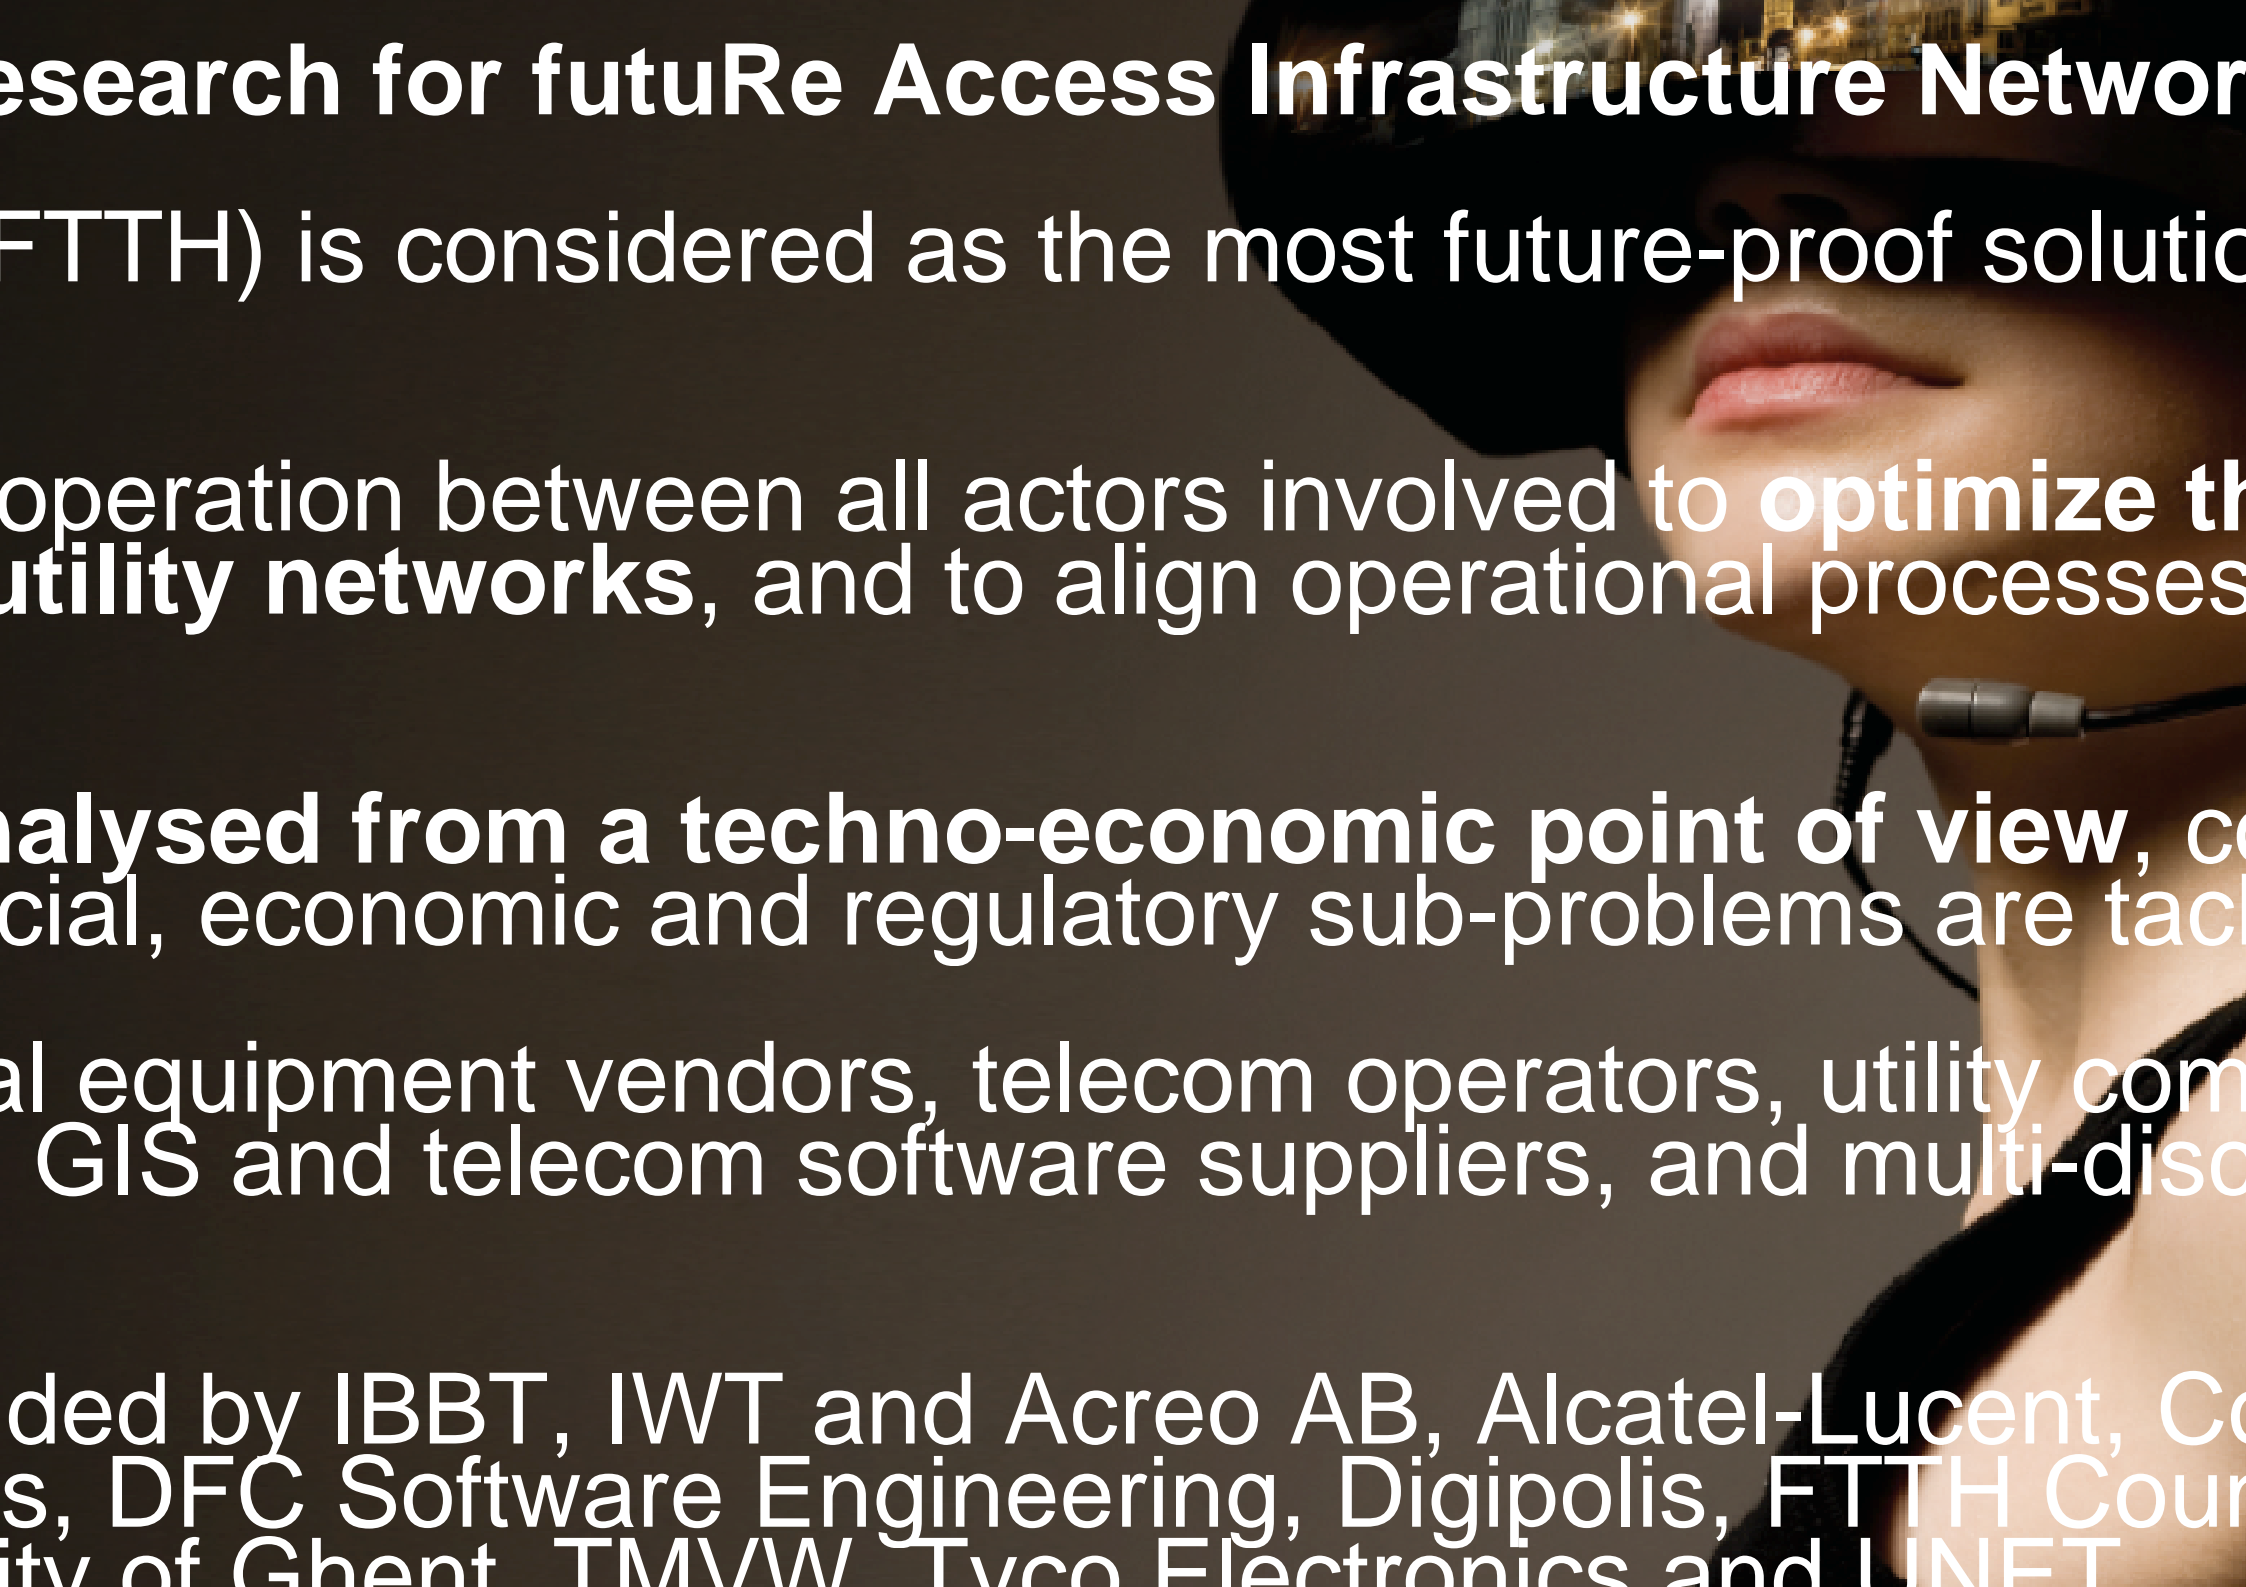 esearch for futuRe Access Infrastructure Networ
FTTH) is considered as the most future-proof solutio
operation between all actors involved to optimize th
utility networks, and to align operational processes
nalysed from a techno-economic point of view, co
cial, economic and regulatory sub-problems are tack
al equipment vendors, telecom operators, utility com
GIS and telecom software suppliers, and multi-disc
ded by IBBT, IWT and Acreo AB, Alcatel-Lucent, Co
s, DFC Software Engineering, Digipolis, FTTH Coun
ity of Ghent, TMVW, Tyco Electronics and UNET